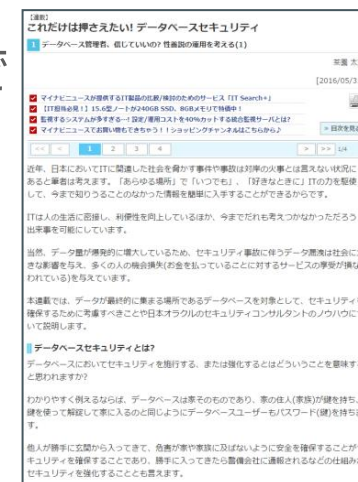 【連載】
これだけは押さえたい! データベースセキュリティ
1 データベース管理者、信じていいの? 性善説の運用を考える(1)
[2016/05/3
マイナビニュースが提供するIT製品の比較/検討のためのサービス「IT Search+」
【IT担当必見！】15.6型ノートが240GB SSD、8GBメモリで特価中！
監視するシステムが多すぎる…! 設定/運用コストを40%カットする統合監視サーバとは?
マイナビニュースでお買い物もできちゃう！！ショッピングチャンネルはこちらから♪
> 目次を見
<< < 1 2 3 4 > >> 1/4
近年、日本においてITに関連した社会を脅かす事件や事故は対岸の火事とは言えない状況に
あると筆者は考えます。「あらゆる場所」で「いつでも」、「好きなときに」ITの力を駆使
して、今まで知りうることのなかった情報を簡単に入手することができるからです。
ITは人の生活に密接し、利便性を向上しているほか、今までだれも考えつかなかっただろう
出来事を可能にしています。
当然、データ量が爆発的に増大しているため、セキュリティ事故に伴うデータ漏洩は社会に
きな影響を与え、多くの人の機会損失(お金を払っていることに対するサービスの享受が損な
われている)を与えています。
本連載では、データが最終的に集まる場所であるデータベースを対象として、セキュリティ
確保するために考慮すべきことや日本オラクルのセキュリティコンサルタントのノウハウに
いて説明します。
データベースセキュリティとは?
データベースにおいてセキュリティを施行する、または強化するとはどういうことを意味す
と思われますか?
わかりやすく例えるならば、データベースは家そのものであり、家の住人(家族)が鍵を持ち、
鍵を使って解錠して家に入るのと同じようにデータベースユーザーもパスワード(鍵)を持ちま
す。
他人が勝手に玄関から入ってきて、危害が家や家族に及ばないように安全を確保することが
キュリティを確保することであり、勝手に入ってきたら警備会社に通報されるなどの仕組み
セキュリティを強化することとも言えます。